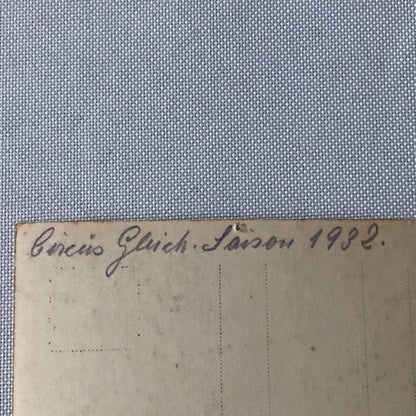 Circus Gleich. Saison 1932.